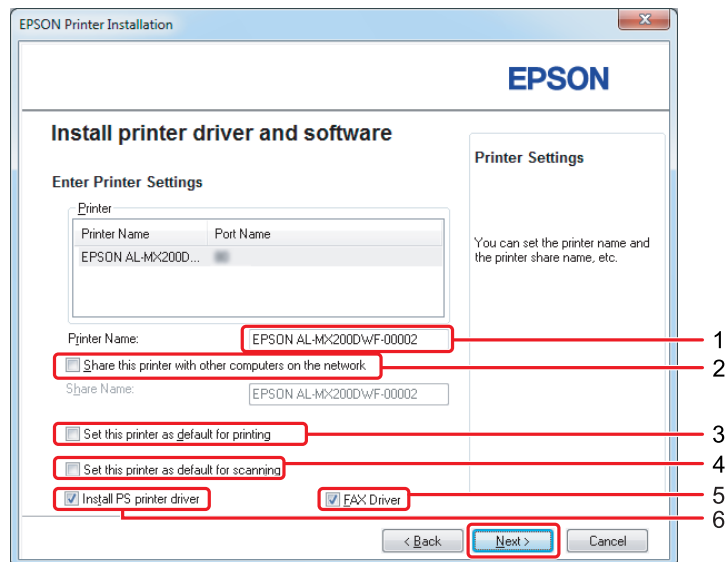 EPSON Printer Installation
EPSON
Install printer driver and software
Enter Printer Settings
Printer
Printer Name Port Name
EPSON AL-MX200D...
Printer Name: EPSON AL-MX200DWF-00002
Share this printer with other computers on the network
Share Name: EPSON AL-MX200DWF-00002
Set this printer as default for printing
Set this printer as default for scanning
Install PS printer driver FAX Driver
Printer Settings
You can set the printer name and
the printer share name, etc.
< Back Next > Cancel
1
2
3
4
5
6